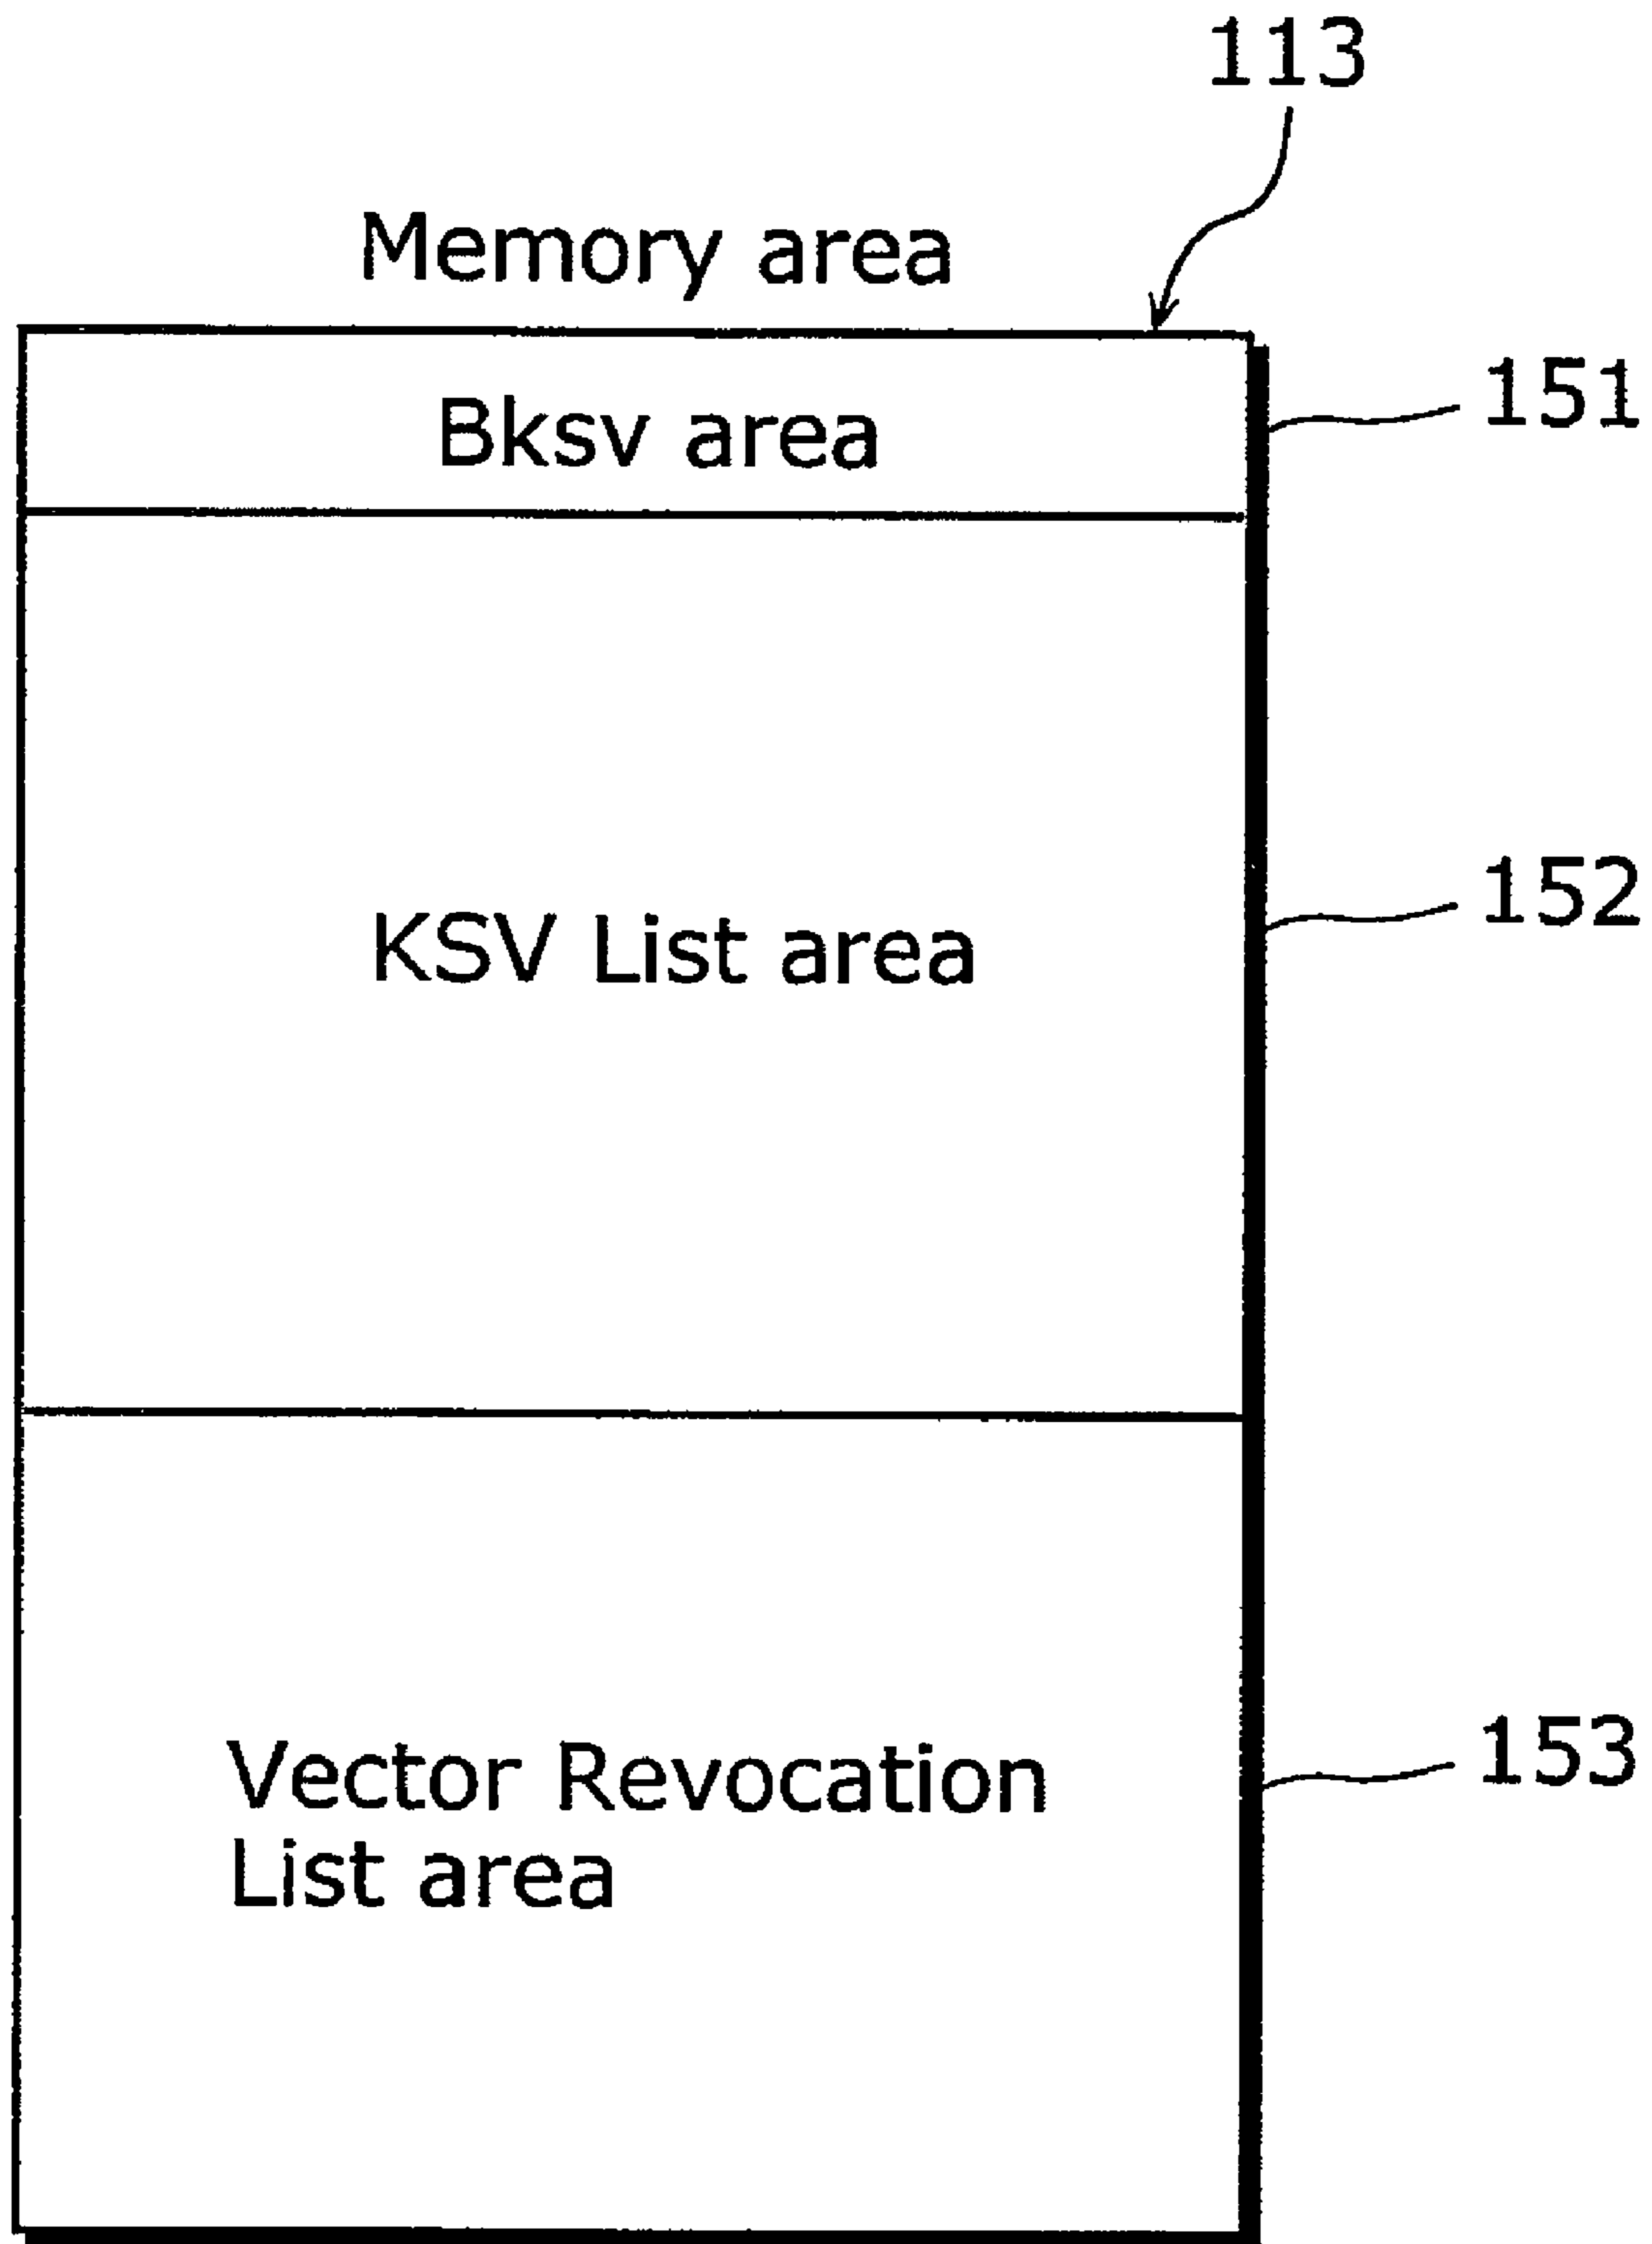 113
Memory area
Bksv area
151
KSV List area
152
Vector Revocation
List area
153